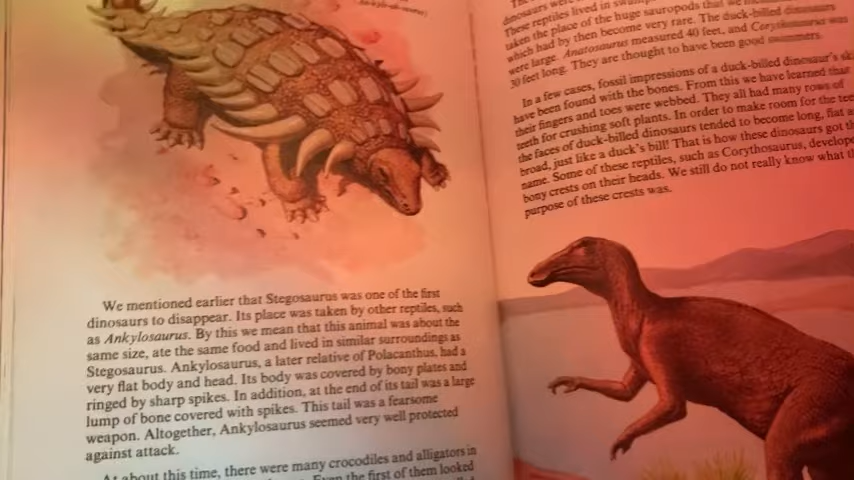 We mentioned earlier that Stegosaurus was one of the first
dinosaurs to disappear. Its place was taken by other reptiles, such
as Ankylosaurus. By this we mean that this animal was about the
same size, ate the same food and lived in similar surroundings as
Stegosaurus. Ankylosaurus, a later relative of Polacanthus, had a
very flat body and head. Its body was covered by bony plates and
ringed by sharp spikes. In addition, at the end of its tail was a large
lump of bone covered with spikes. This tail was a fearsome
weapon. Altogether, Ankylosaurus seemed very well protected
against attack.
At about this time, there were many crocodiles and alligators in
Even the first of them looked
dinosaurs were
These reptiles lived in
taken the place of the huge sauropods that we
which had by then become very rare. The duck-billed dinosaurs
were large. Anatosaurus measured 40 feet, and Corythosaurus was
30 feet long. They are thought to have been good swimmers.
In a few cases, fossil impressions of a duck-billed dinosaur's
have been found with the bones. From this we have learned that
their fingers and toes were webbed. They all had many rows of
teeth for crushing soft plants. In order to make room for the
the faces of duck-billed dinosaurs tended to become long, flat
broad, just like a duck's bill! That is how these dinosaurs got
name. Some of these reptiles, such as Corythosaurus,
bony crests on their heads. We still do not really know what
purpose of these crests was.